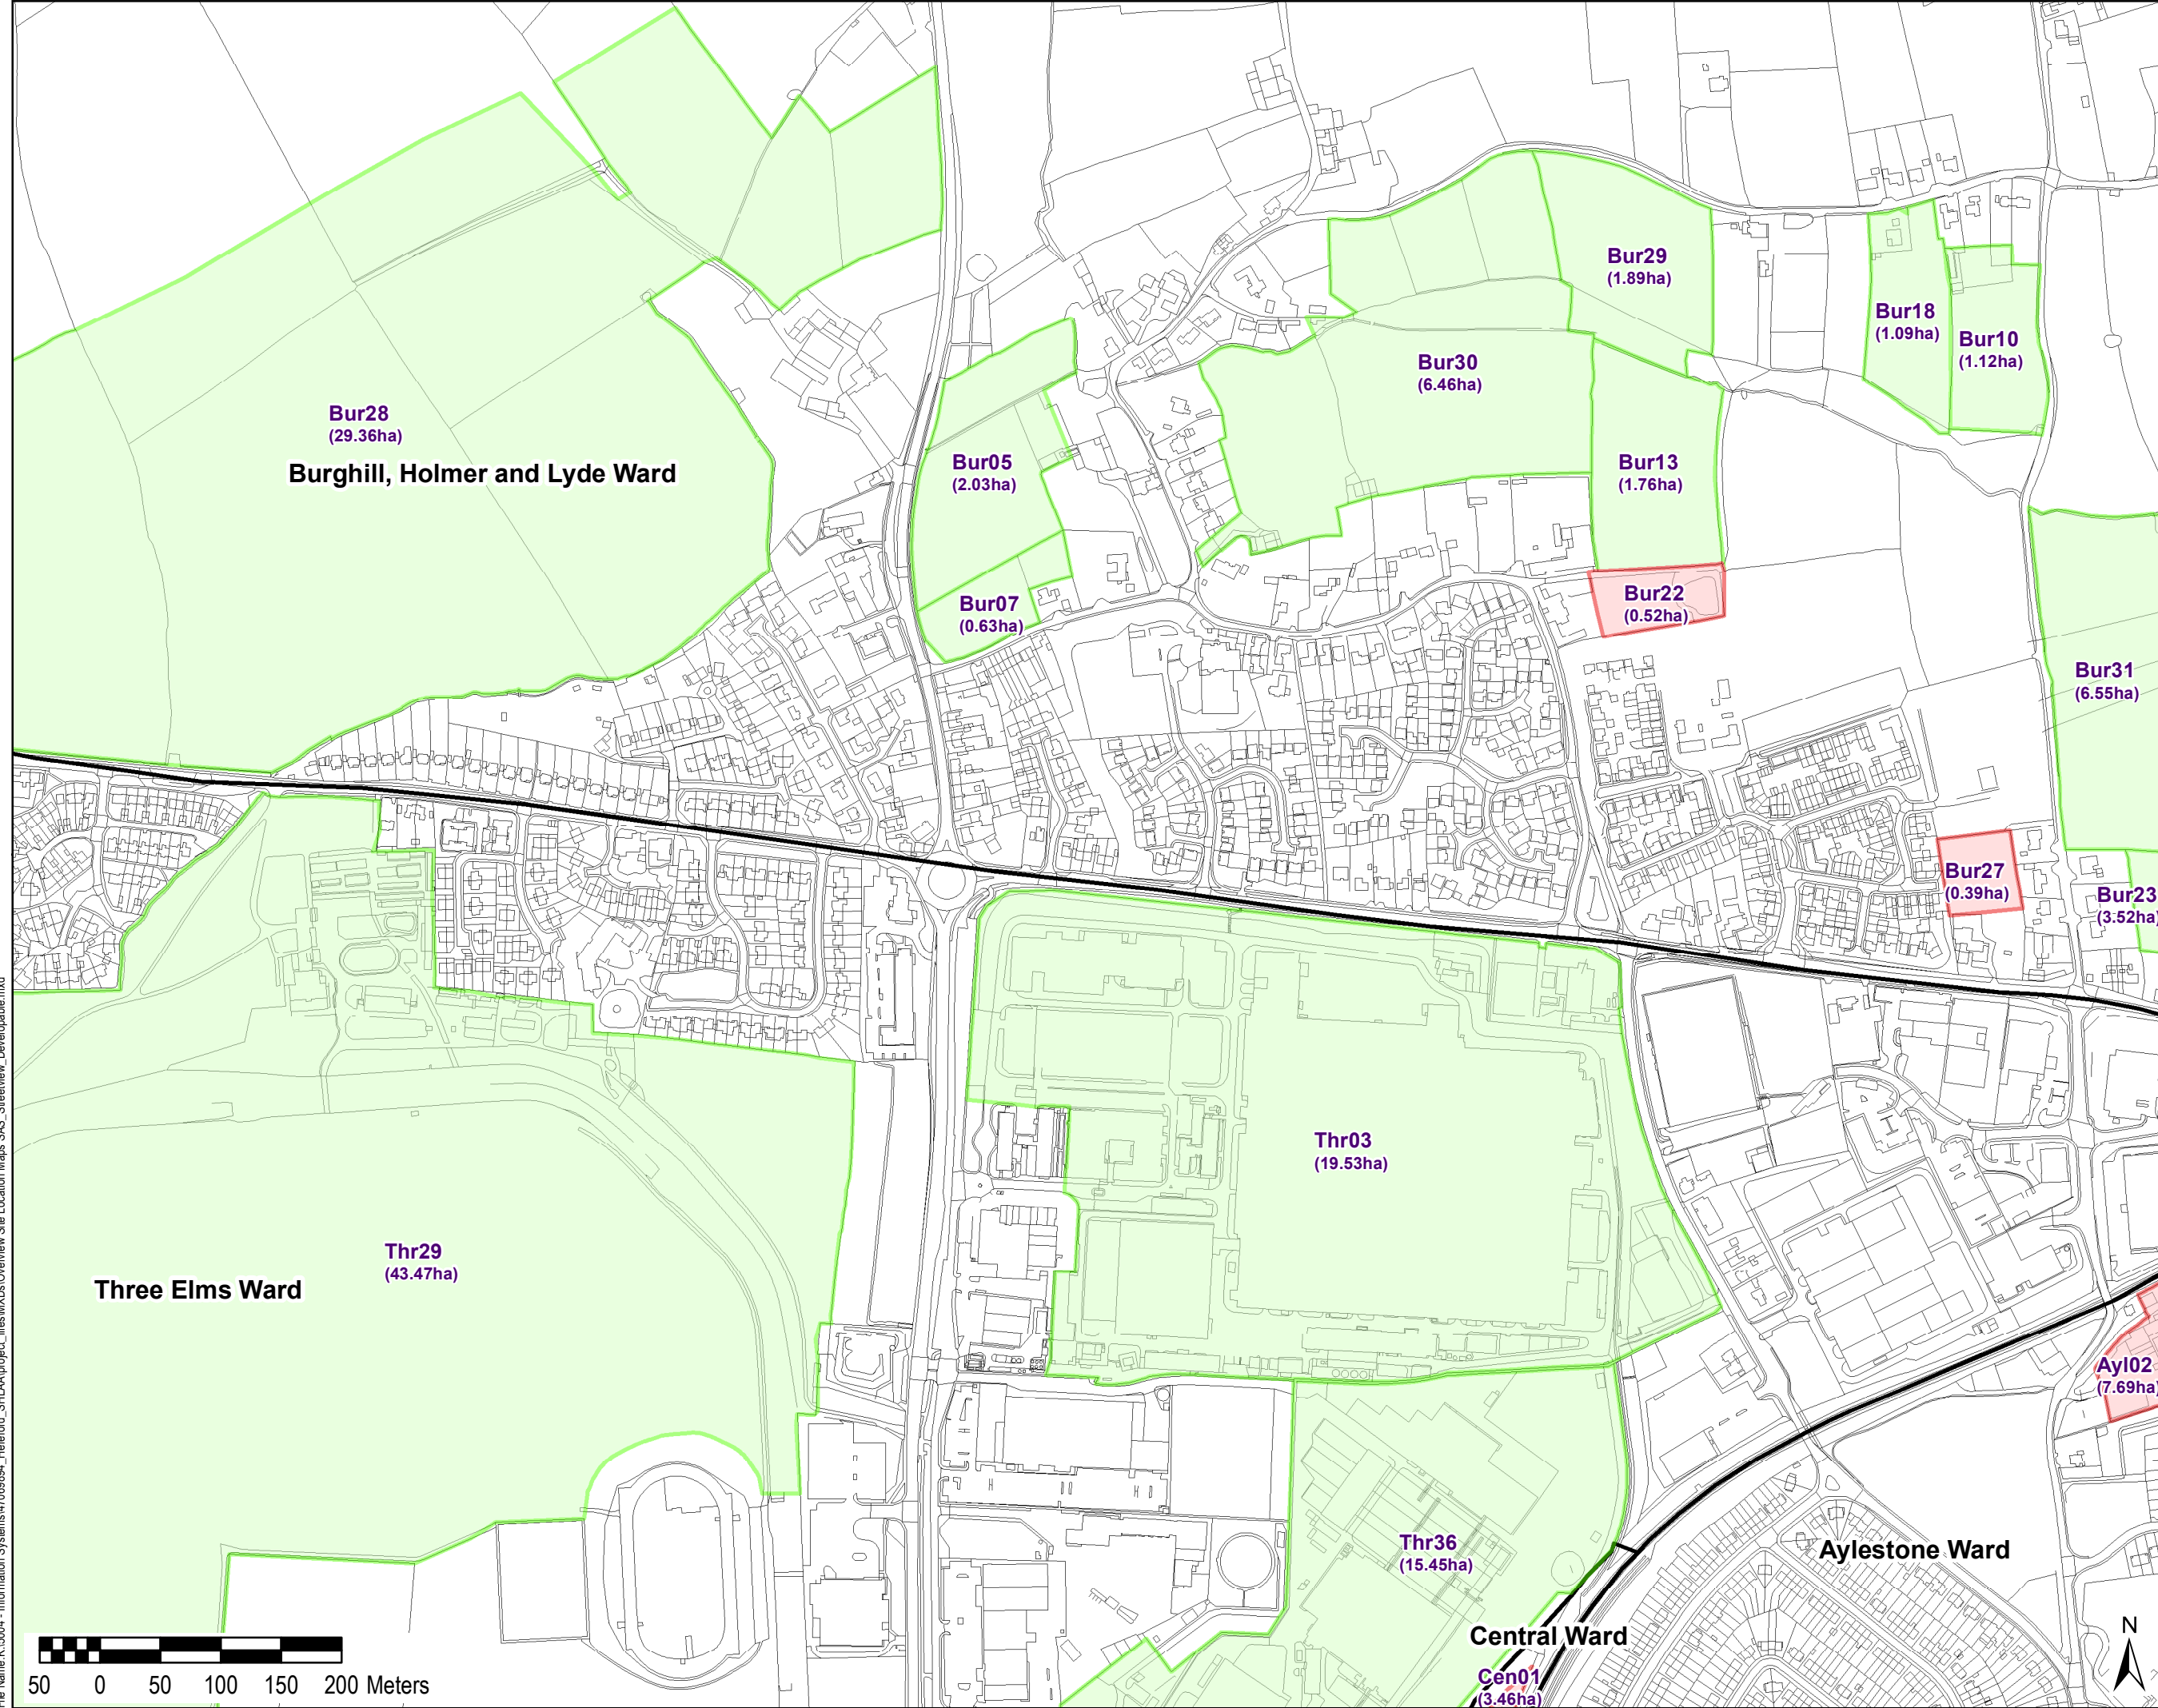 Bur29
(1.89ha)
Bur18
(1.09ha)
Bur10
(1.12ha)
Bur30
(6.46ha)
Bur28
(29.36ha)
Burghill, Holmer and Lyde Ward
Bur05
(2.03ha)
Bur13
(1.76ha)
Bur07
(0.63ha)
Bur22
(0.52ha)
Bur31
(6.55ha)
Bur27
(0.39ha)
Bur23
(3.52ha)
Thr03
(19.53ha)
Thr29
(43.47ha)
Three Elms Ward
Ayl02
(7.69ha)
Thr36
(15.45ha)
Aylestone Ward
Central Ward
Cen01
(3.46ha)
N
50 0 50 100 150 200 Meters